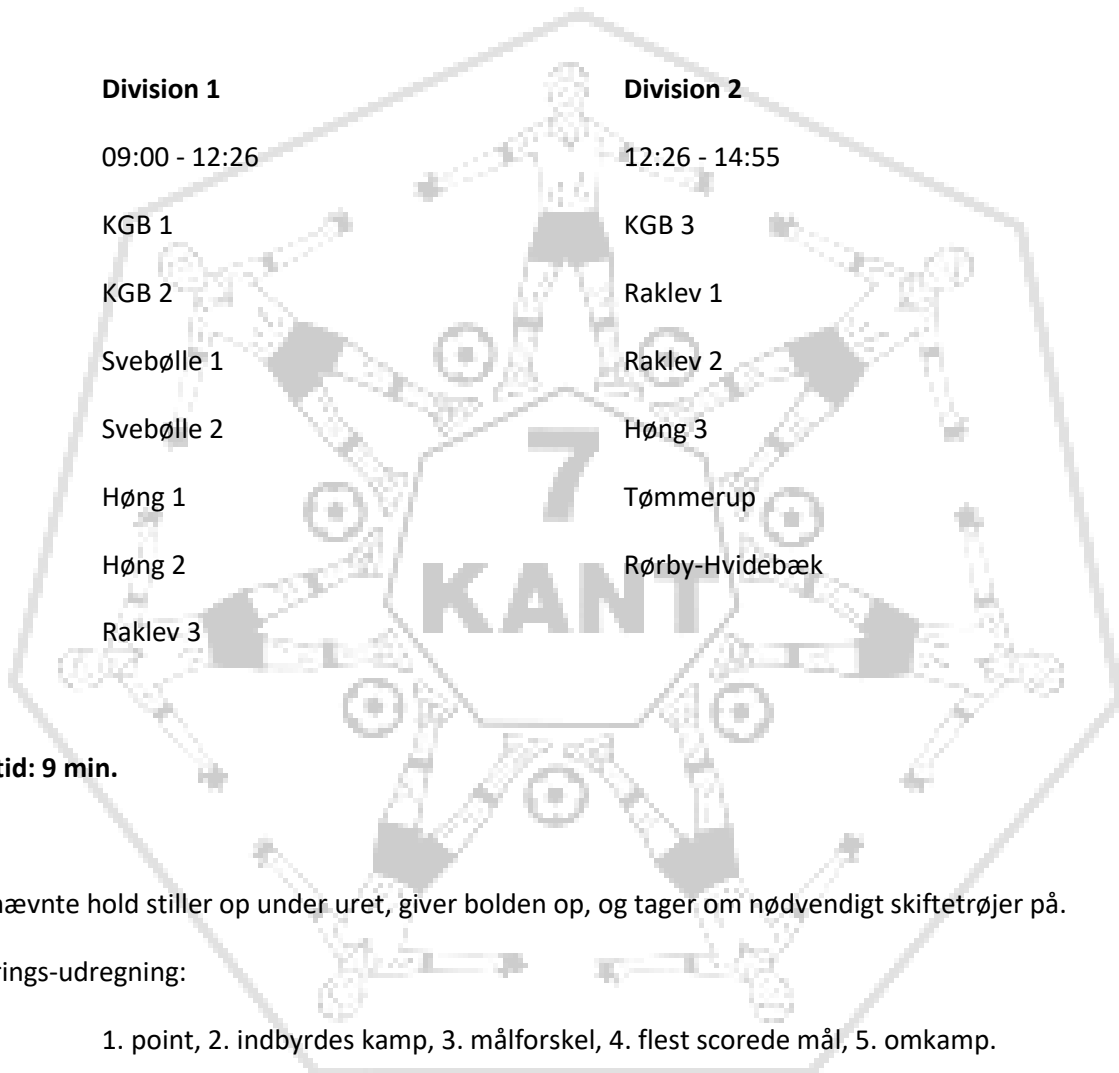 Division 1 Division 2
09:00 - 12:26 12:26 - 14:55
KGB 1 KGB 3
KGB 2 Raklev 1
Svebølle 1 Raklev 2
Svebølle 2 Høng 3
Høng 1 Tømmerup
Høng 2 Rørby-Hvidebæk
Raklev 3
7
KANT
tid: 9 min.
nævnte hold stiller op under uret, giver bolden op, og tager om nødvendigt skiftetrøjer på.
rings-udregning:
1. point, 2. indbyrdes kamp, 3. målforskel, 4. flest scorede mål, 5. omkamp.